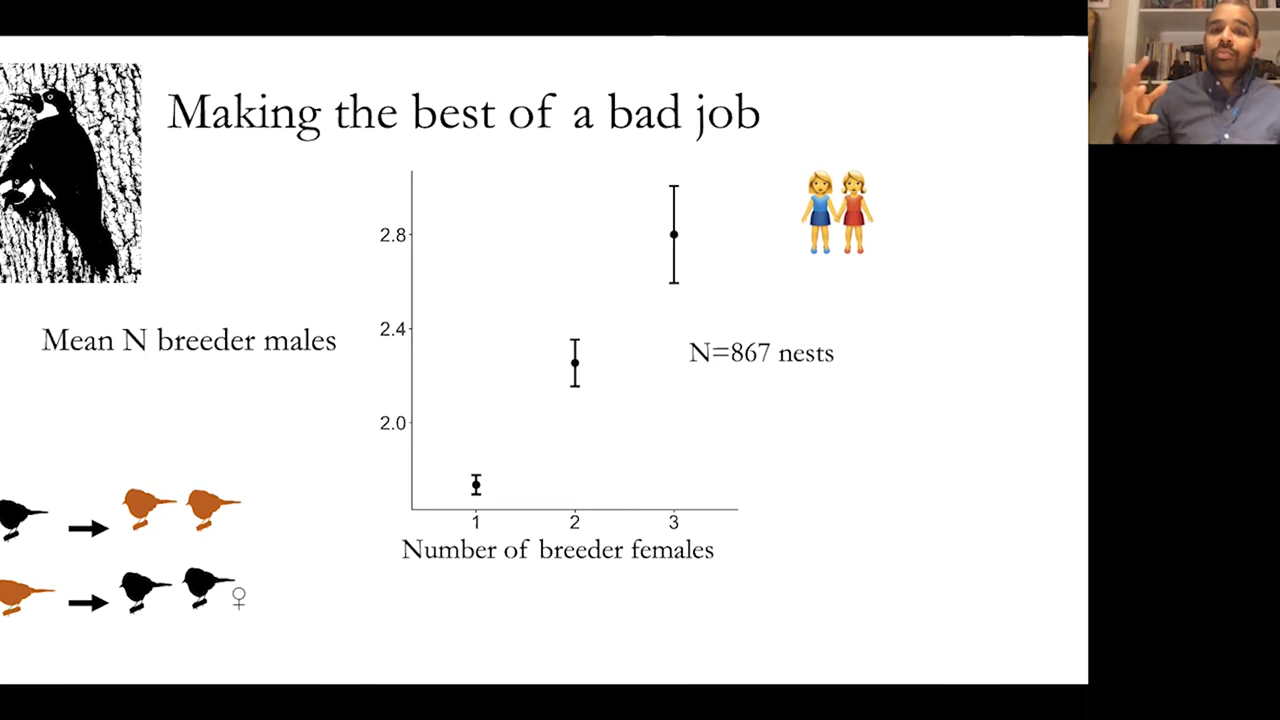 Making the best of a bad job
2.8
Mean N breeder males
2.4
N=867 nests
2.0
1 2 3
Number of breeder females
♀